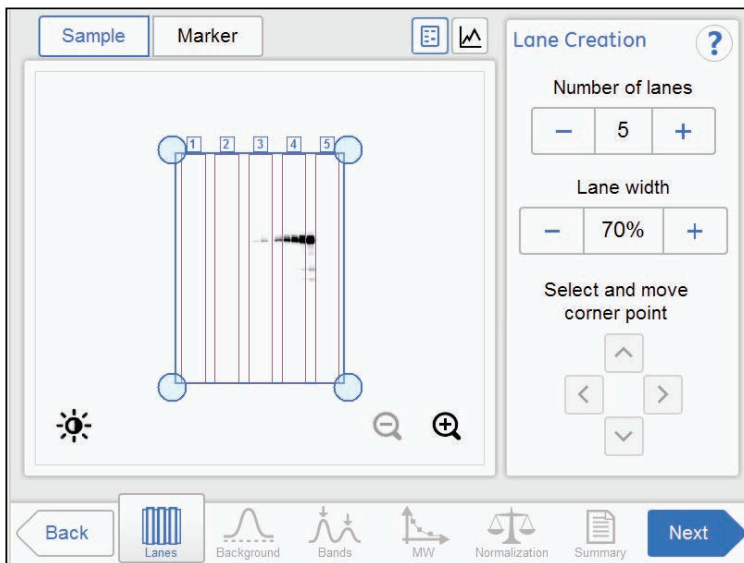 Sample
Marker
Lane Creation
?
Number of lanes
− 5 +
Lane width
− 70% +
Select and move
corner point
1 2 3 4 5
Back
Lanes
Background
Bands
MW
Normalization
Summary
Next